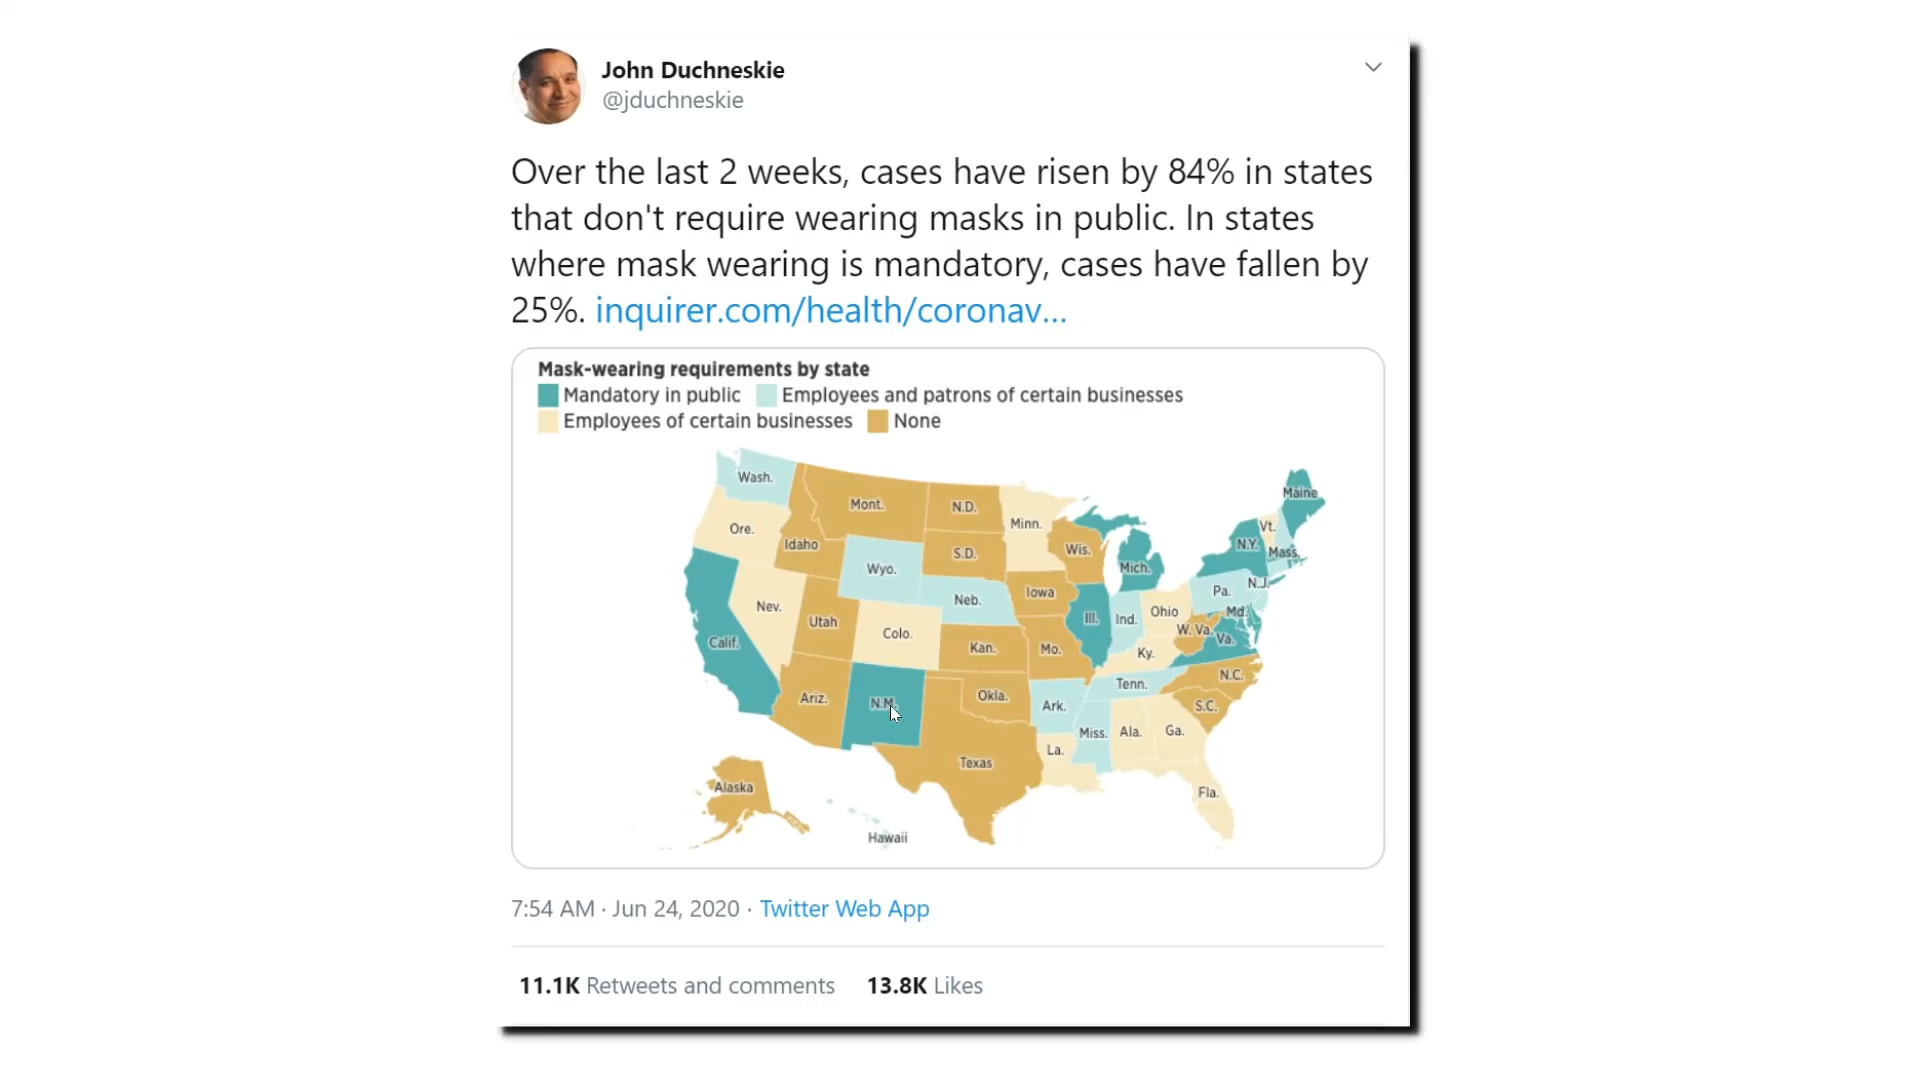 John Duchneskie
@jduchneskie
Over the last 2 weeks, cases have risen by 84% in states
that don't require wearing masks in public. In states
where mask wearing is mandatory, cases have fallen by
25%. inquirer.com/health/coronav...
Mask-wearing requirements by state
Mandatory in public Employees and patrons of certain businesses
Employees of certain businesses None
Wash.
Maine
Mont.
N.D.
Minn.
Vt.
Ore.
Idaho
S.D.
Wis.
N.Y.
Mass.
Wyo.
Mich.
N.J.
Iowa
Pa.
Neb.
Nev.
Utah
Ill.
Ind.
Ohio
Md.
Calif.
Colo.
Kan.
Mo.
W. Va.
Va.
Ky.
N.C.
Tenn.
Ariz.
N.M.
Okla.
Ark.
S.C.
Miss.
Ala.
Ga.
La.
Texas
Alaska
Fla.
Hawaii
7:54 AM · Jun 24, 2020 · Twitter Web App
11.1K Retweets and comments 13.8K Likes